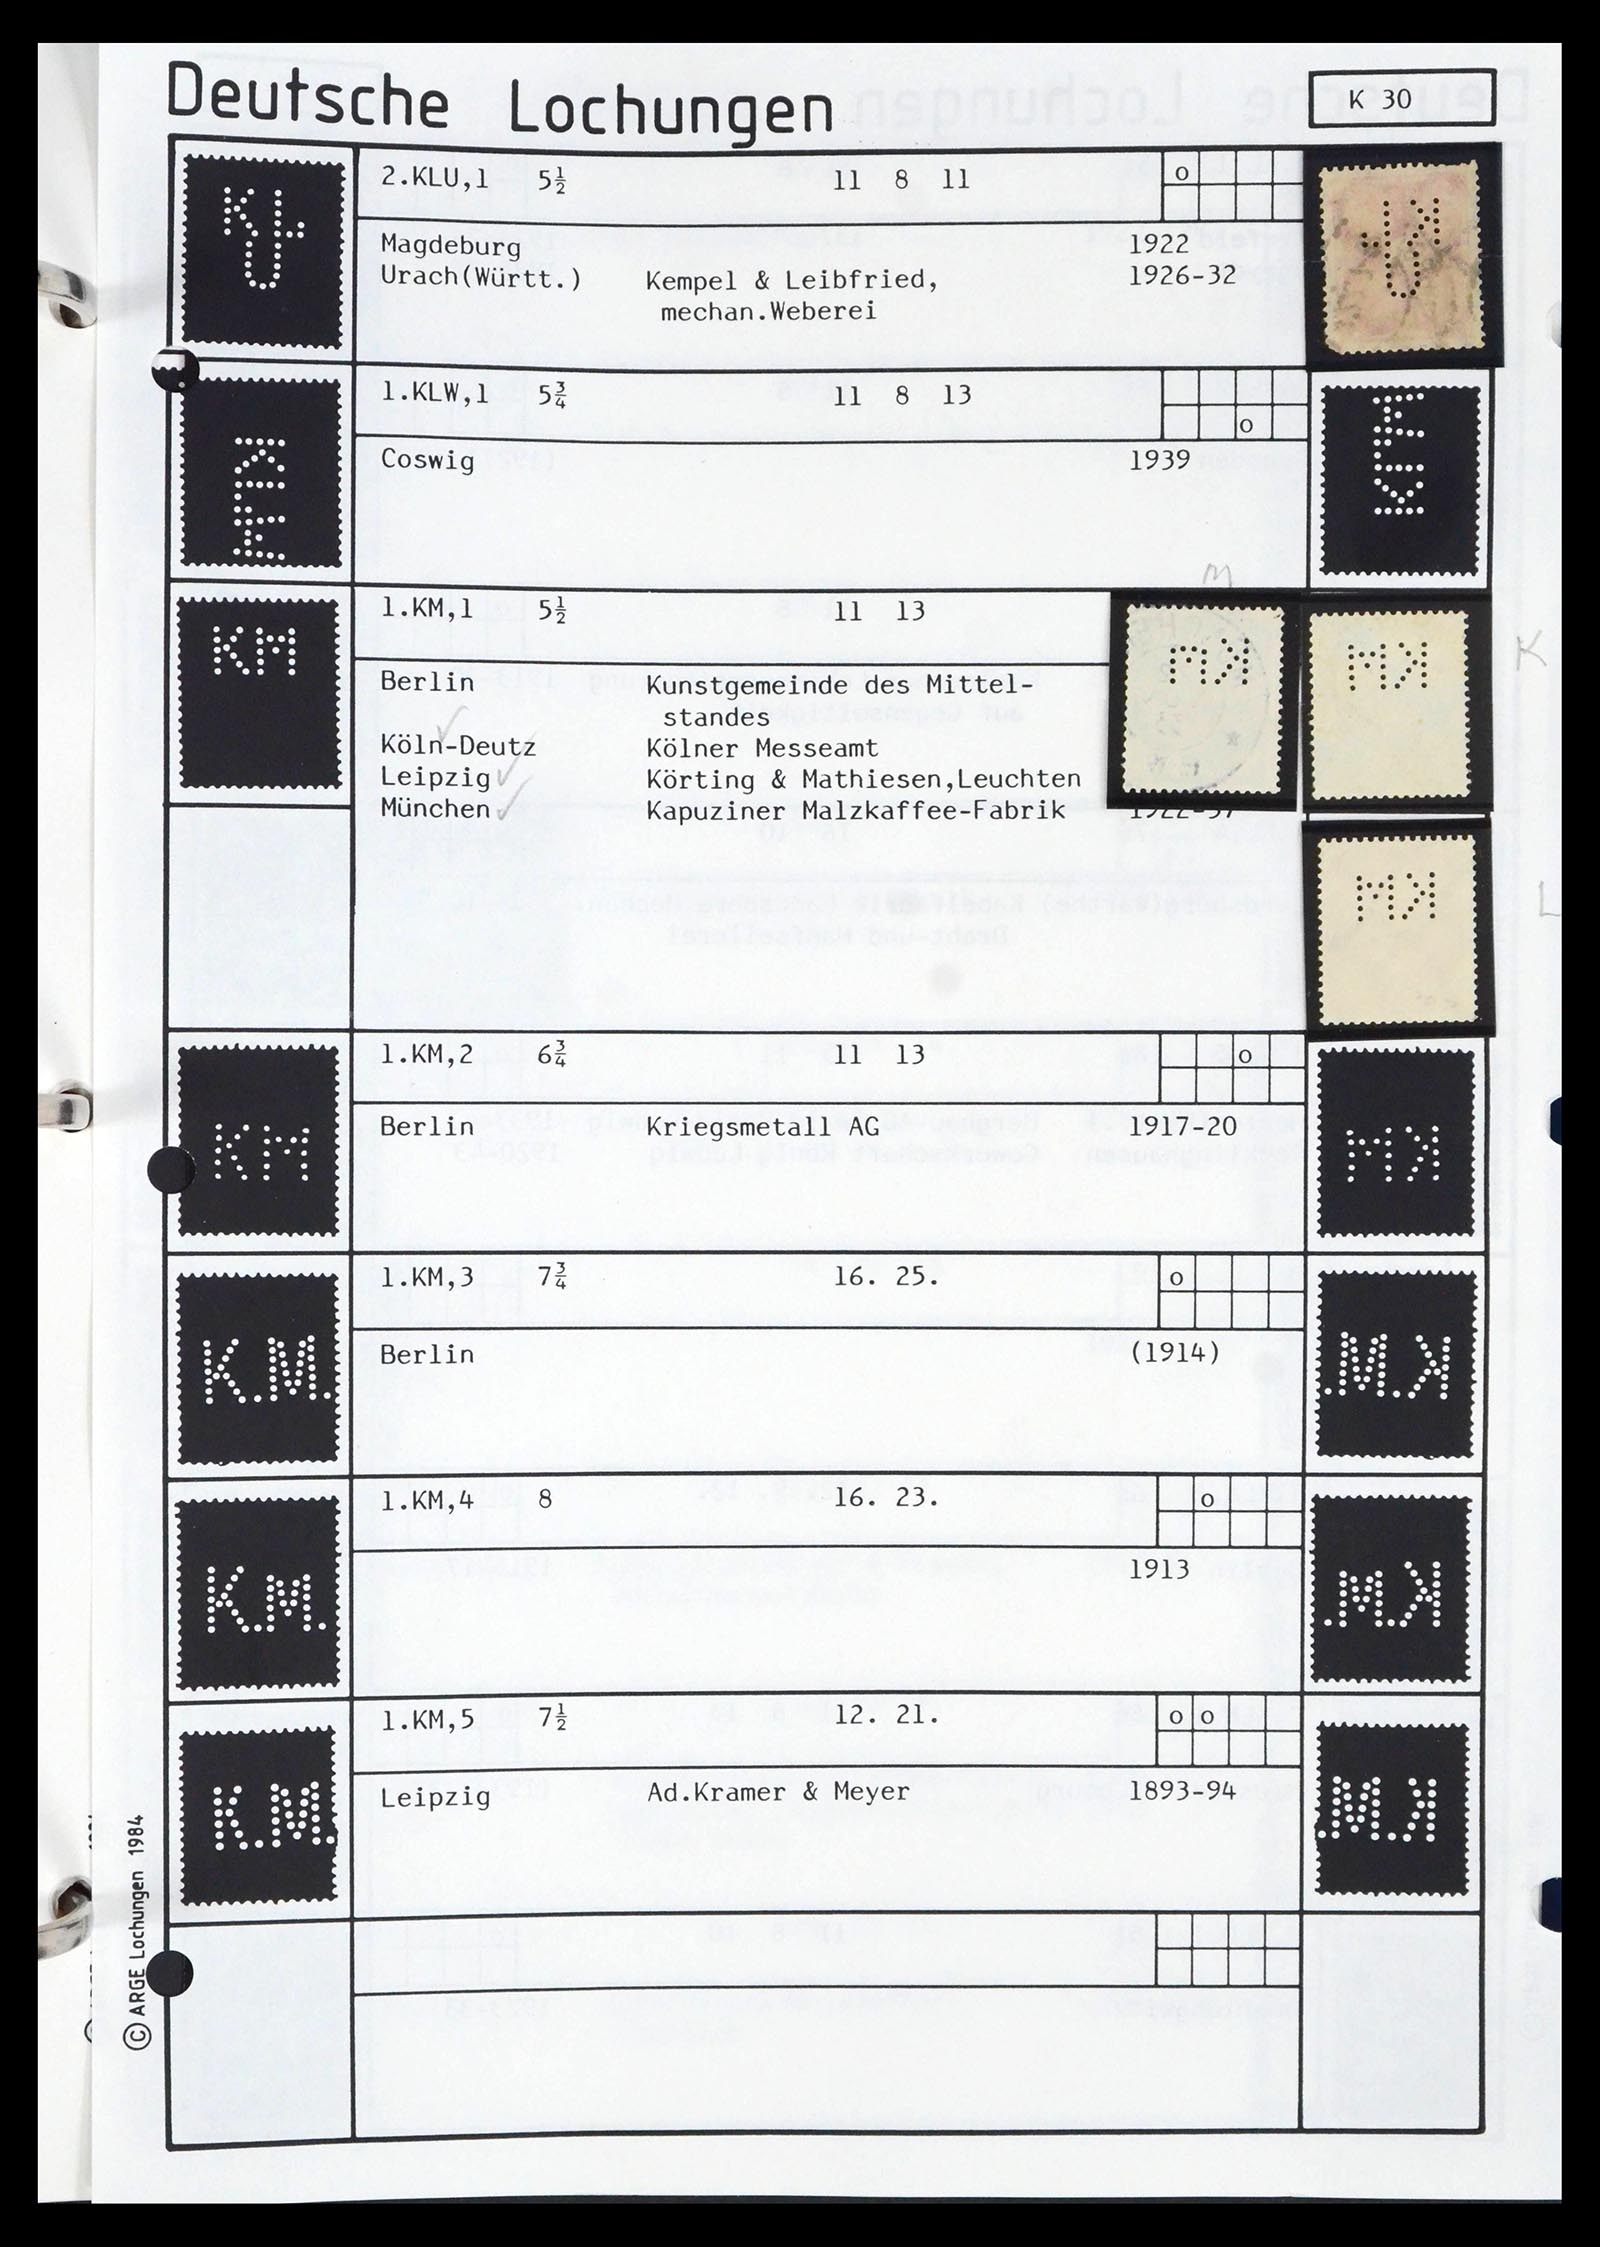 Deutsche Lochungen
K 30
2.KLU,1 5½ 11 8 11 o
Magdeburg 1922
Urach(Württ.) Kempel & Leibfried, 1926-32
mechan.Weberei
1.KLW,1 5¾ 11 8 13
o
Coswig 1939
M
1.KM,1 5½ 11 13
K
Berlin Kunstgemeinde des Mittel-
standes
Köln-Deutz Kölner Messeamt
Leipzig Körting & Mathiesen,Leuchten
München Kapuziner Malzkaffee-Fabrik 1922-37
L
1.KM,2 6¾ 11 13 o
Berlin Kriegsmetall AG 1917-20
1.KM,3 7¾ 16. 25. o
Berlin (1914)
1.KM,4 8 16. 23. o
1913
1.KM,5 7½ 12. 21. o o
Leipzig Ad.Kramer & Meyer 1893-94
© ARGE Lochungen 1984
KLU
KM
KM
K.M.
K.M.
K.M.